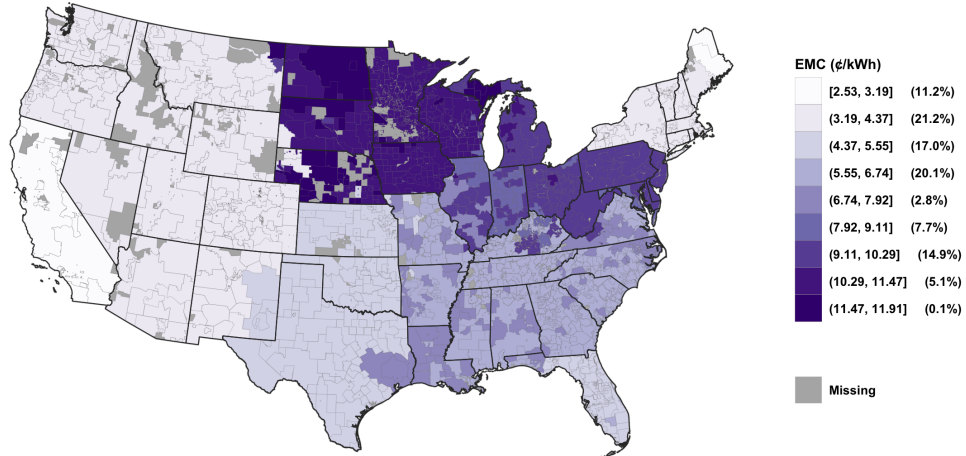 EMC (¢/kWh)
[2.53, 3.19] (11.2%)
(3.19, 4.37] (21.2%)
(4.37, 5.55] (17.0%)
(5.55, 6.74] (20.1%)
(6.74, 7.92] (2.8%)
(7.92, 9.11] (7.7%)
(9.11, 10.29] (14.9%)
(10.29, 11.47] (5.1%)
(11.47, 11.91] (0.1%)
Missing